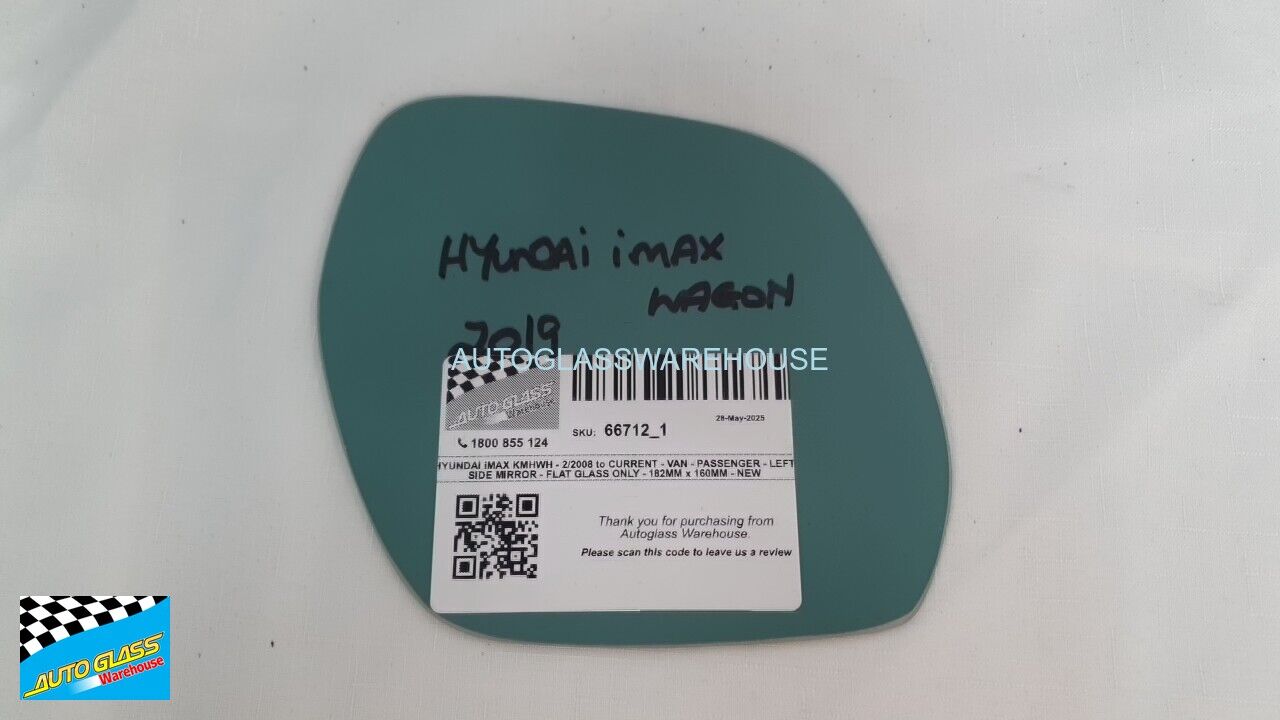 HYUNDAi iMAX
WAGON
2019
AUTOGLASSWAREHOUSE
AUTO GLASS
Warehouse
1800 855 124
28-May-2025
SKU: 66712_1
HYUNDAI iMAX KMHWH - 2/2008 to CURRENT - VAN - PASSENGER - LEFT
SIDE MIRROR - FLAT GLASS ONLY - 182MM x 160MM - NEW
Thank you for purchasing from
Autoglass Warehouse.
Please scan this code to leave us a review
AUTO GLASS
Warehouse